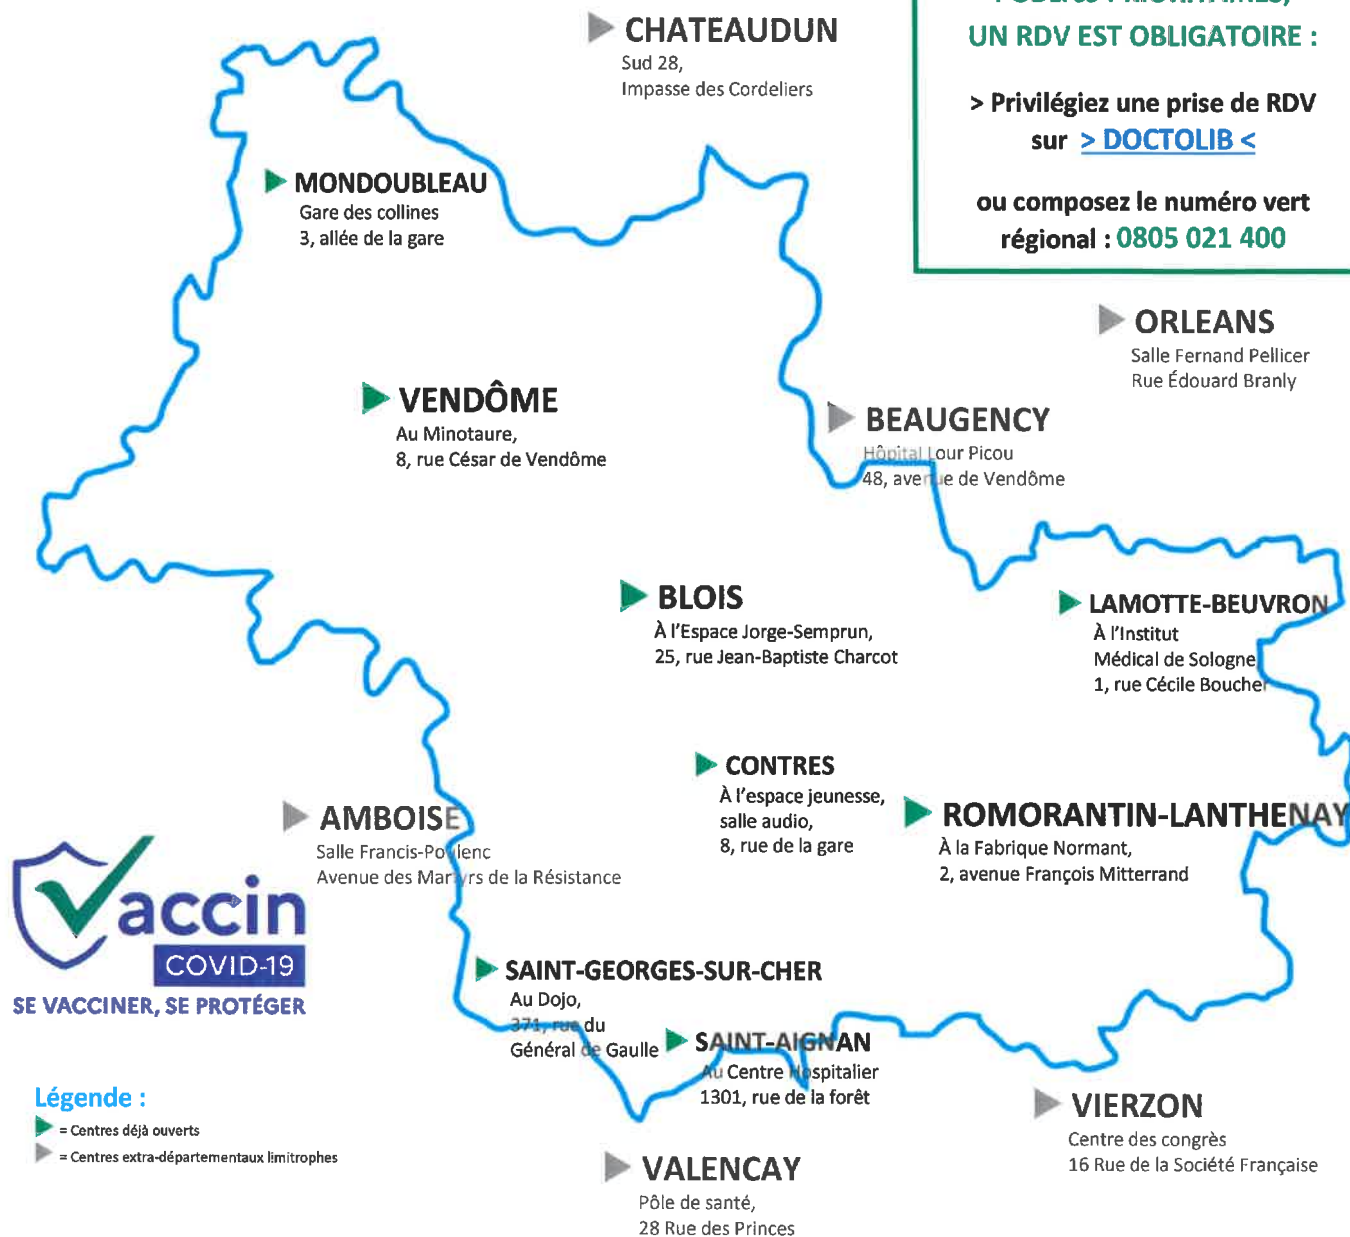 UN RDV EST OBLIGATOIRE :
> Privilégiez une prise de RDV
sur > DOCTOLIB <
ou composez le numéro vert
régional : 0805 021 400
CHATEAUDUN
Sud 28,
Impasse des Cordeliers
MONDOUBLEAU
Gare des collines
3, allée de la gare
ORLEANS
Salle Fernand Pellicer
Rue Édouard Branly
VENDÔME
Au Minotaure,
8, rue César de Vendôme
BEAUGENCY
Hôpital Lour Picou
48, avenue de Vendôme
BLOIS
À l'Espace Jorge-Semprun,
25, rue Jean-Baptiste Charcot
LAMOTTE-BEUVRON
À l'Institut
Médical de Sologne
1, rue Cécile Boucher
CONTRES
À l'espace jeunesse,
salle audio,
8, rue de la gare
ROMORANTIN-LANTHENAY
À la Fabrique Normant,
2, avenue François Mitterrand
AMBOISE
Salle Francis-Poulenc
Avenue des Martyrs de la Résistance
Vaccin
COVID-19
SE VACCINER, SE PROTÉGER
SAINT-GEORGES-SUR-CHER
Au Dojo,
371, rue du
Général de Gaulle
SAINT-AIGNAN
Au Centre Hospitalier
1301, rue de la forêt
Légende :
= Centres déjà ouverts
= Centres extra-départementaux limitrophes
VIERZON
Centre des congrès
16 Rue de la Société Française
VALENCAY
Pôle de santé,
28 Rue des Princes